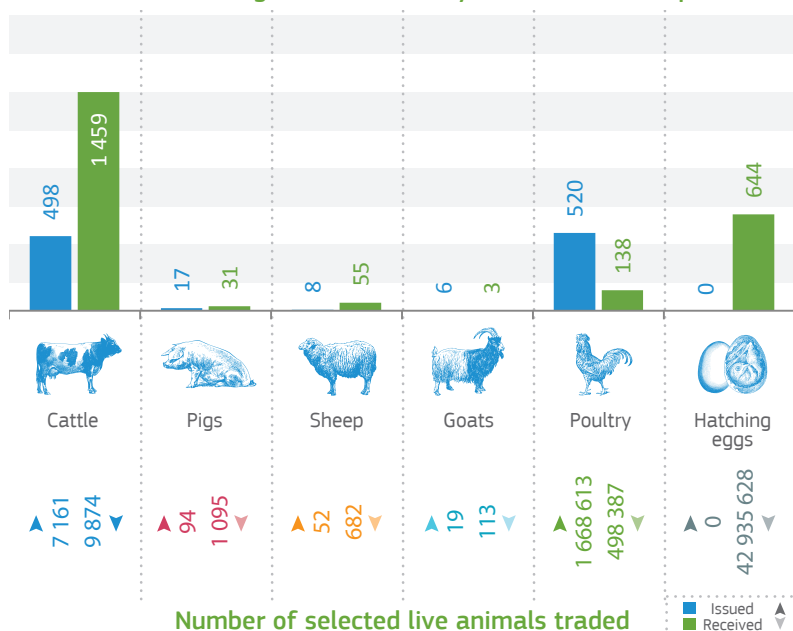 498
1 459
17
31
8
55
6
3
520
138
0
644
Cattle
Pigs
Sheep
Goats
Poultry
Hatching
eggs
7 161
9 874
94
1 095
52
682
19
113
1 668 613
498 387
0
42 935 628
Number of selected live animals traded
Issued
Received